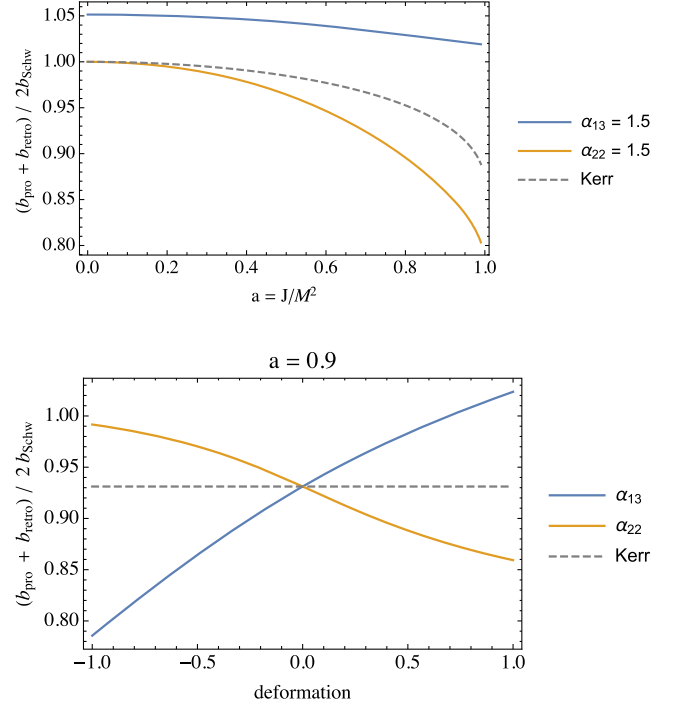 (b_pro + b_retro) / 2b_Schw
1.05
1.00
0.95
0.90
0.85
0.80
0.0 0.2 0.4 0.6 0.8 1.0
a = J/M²
α₁₃ = 1.5
α₂₂ = 1.5
Kerr
a = 0.9
(b_pro + b_retro) / 2 b_Schw
1.00
0.95
0.90
0.85
0.80
−1.0 −0.5 0.0 0.5 1.0
deformation
α₁₃
α₂₂
Kerr